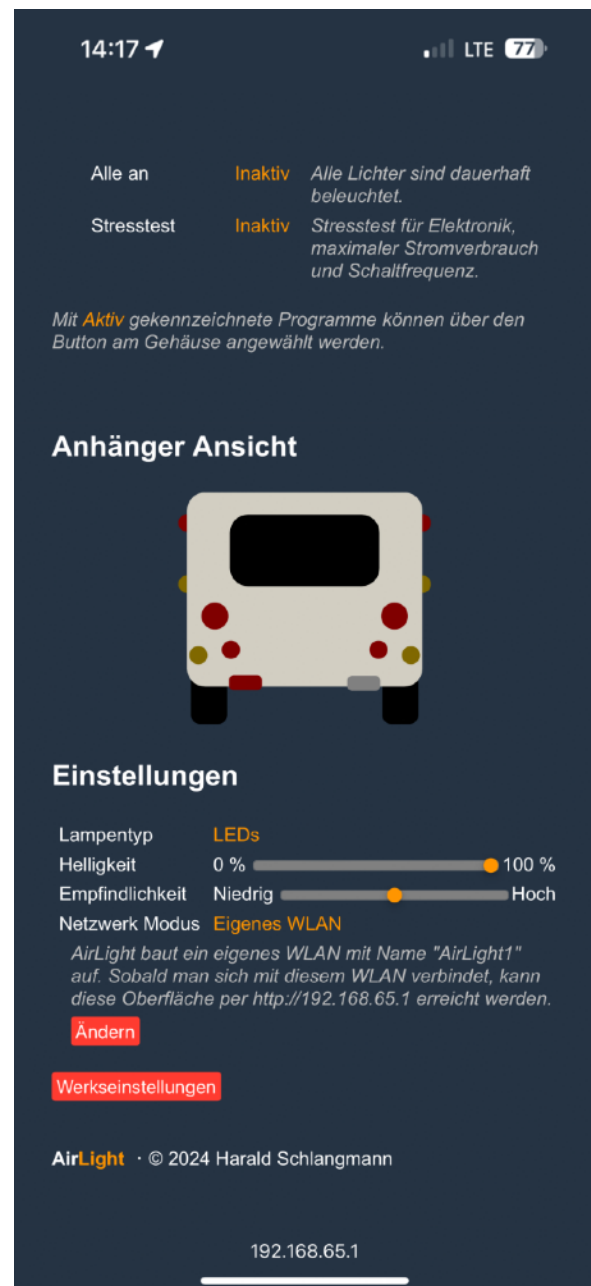 14:17
LTE 77
Alle an Inaktiv Alle Lichter sind dauerhaft
beleuchtet.
Stresstest Inaktiv Stresstest für Elektronik,
maximaler Stromverbrauch
und Schaltfrequenz.
Mit Aktiv gekennzeichnete Programme können über den
Button am Gehäuse angewählt werden.
Anhänger Ansicht
Einstellungen
Lampentyp LEDs
Helligkeit 0 % 100 %
Empfindlichkeit Niedrig Hoch
Netzwerk Modus Eigenes WLAN
AirLight baut ein eigenes WLAN mit Name "AirLight1"
auf. Sobald man sich mit diesem WLAN verbindet, kann
diese Oberfläche per http://192.168.65.1 erreicht werden.
Ändern
Werkseinstellungen
AirLight · © 2024 Harald Schlangmann
192.168.65.1